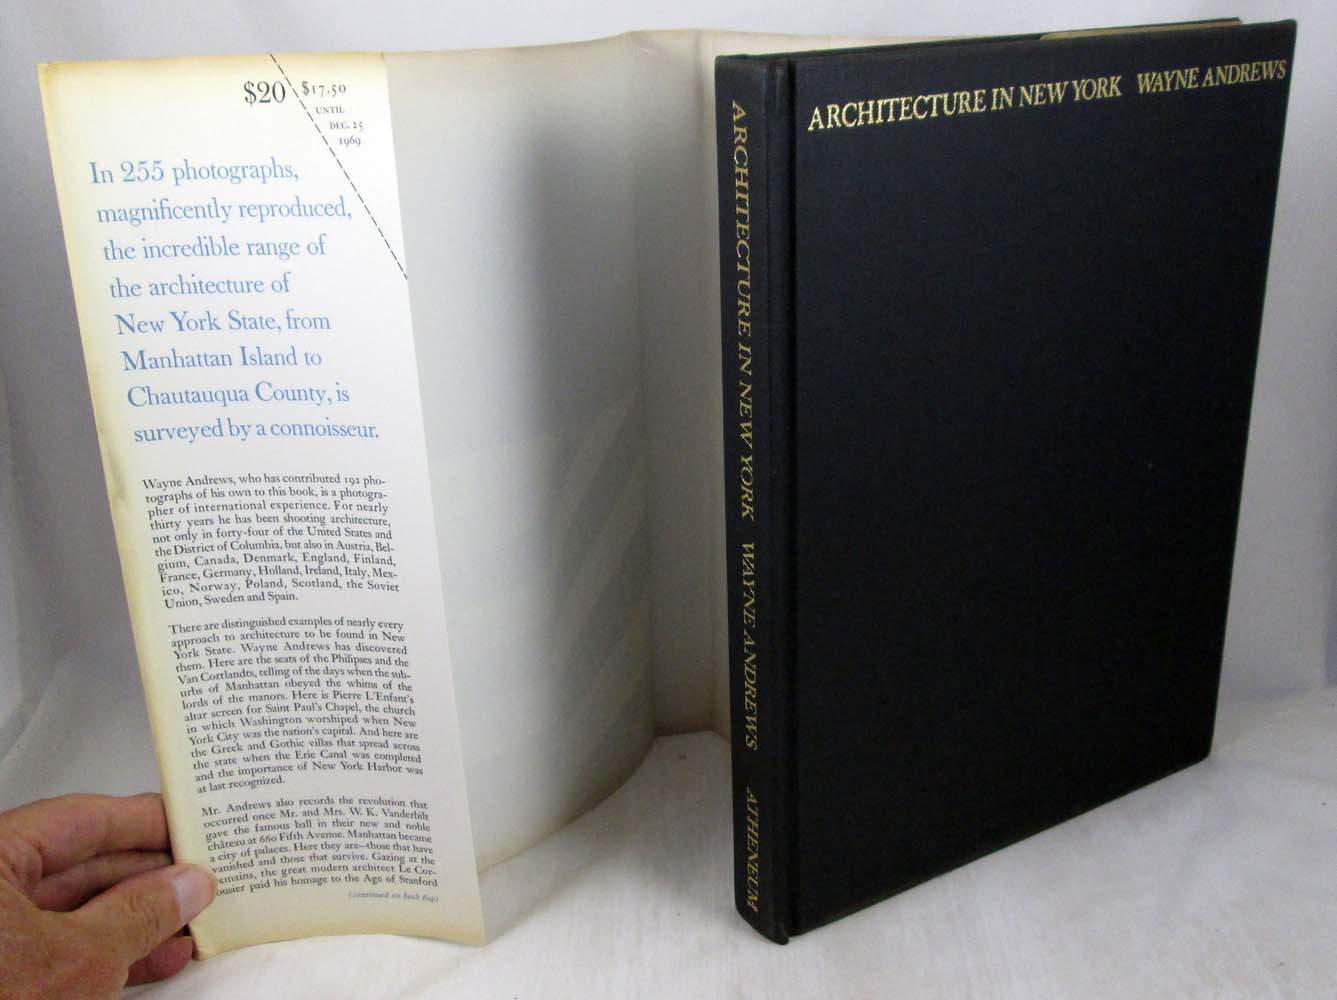 $20
$17.50
UNTIL
DEC. 25
1969
In 255 photographs,
magnificently reproduced,
the incredible range of
the architecture of
New York State, from
Manhattan Island to
Chautauqua County, is
surveyed by a connoisseur.
Wayne Andrews, who has contributed 192 pho-
tographs of his own to this book, is a photogra-
pher of international experience. For nearly
thirty years he has been shooting architecture,
not only in forty-four of the United States and
the District of Columbia, but also in Austria, Bel-
gium, Canada, Denmark, England, Finland,
France, Germany, Holland, Ireland, Italy, Mex-
ico, Norway, Poland, Scotland, the Soviet
Union, Sweden and Spain.
There are distinguished examples of nearly every
approach to architecture to be found in New
York State. Wayne Andrews has discovered
them. Here are the seats of the Philipses and the
Van Cortlandts, telling of the days when the sub-
urbs of Manhattan obeyed the whims of the
lords of the manors. Here is Pierre L'Enfant's
altar screen for Saint Paul's Chapel, the church
in which Washington worshiped when New
York City was the nation's capital. And here are
the Greek and Gothic villas that spread across
the state when the Erie Canal was completed
and the importance of New York Harbor was
at last recognized.
Mr. Andrews also records the revolution that
occurred once Mr. and Mrs. W. K. Vanderbilt
gave the famous ball in their new and noble
château at 660 Fifth Avenue. Manhattan became
a city of palaces. Here they are—those that have
vanished and those that survive. Gazing at the
remains, the great modern architect Le Cor-
busier paid his homage to the Age of Stanford
(continued on back flap)
ARCHITECTURE IN NEW YORK WAYNE ANDREWS ATHENEUM
ARCHITECTURE IN NEW YORK WAYNE ANDREWS